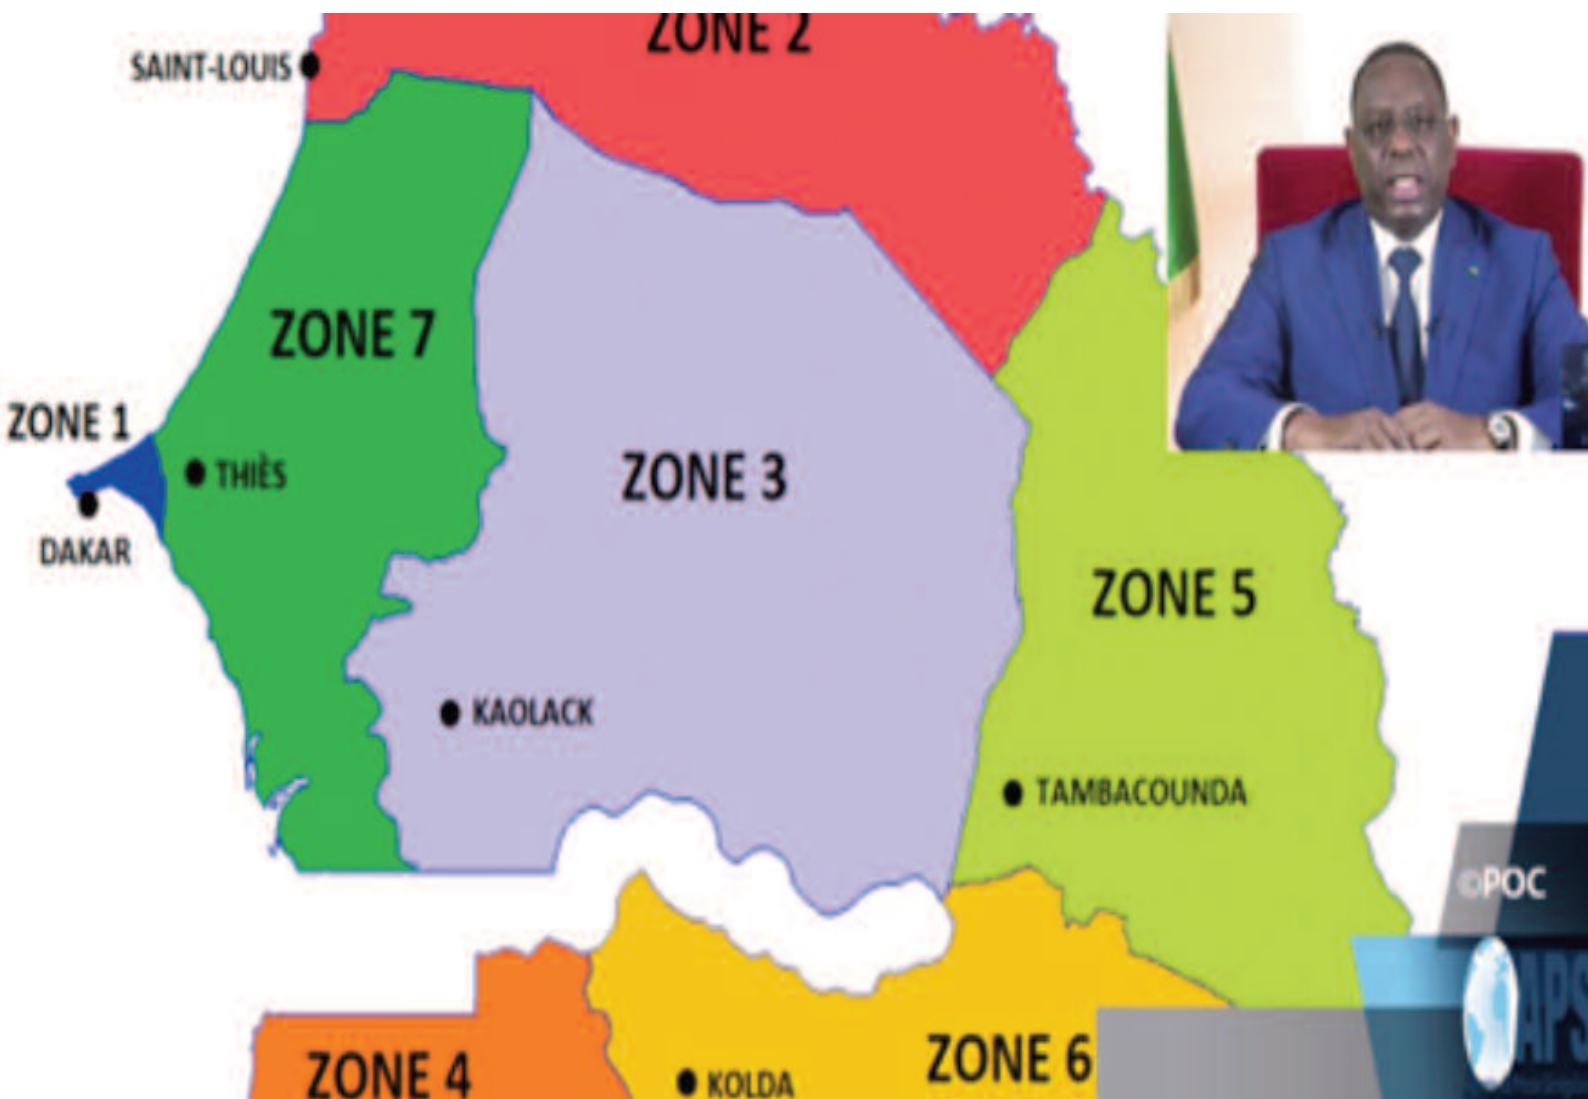 ZONE 2
SAINT-LOUIS
ZONE 7
ZONE 1
THIÈS
ZONE 3
DAKAR
ZONE 5
KAOLACK
TAMBACOUNDA
©POC
APS
ZONE 4
KOLDA
ZONE 6